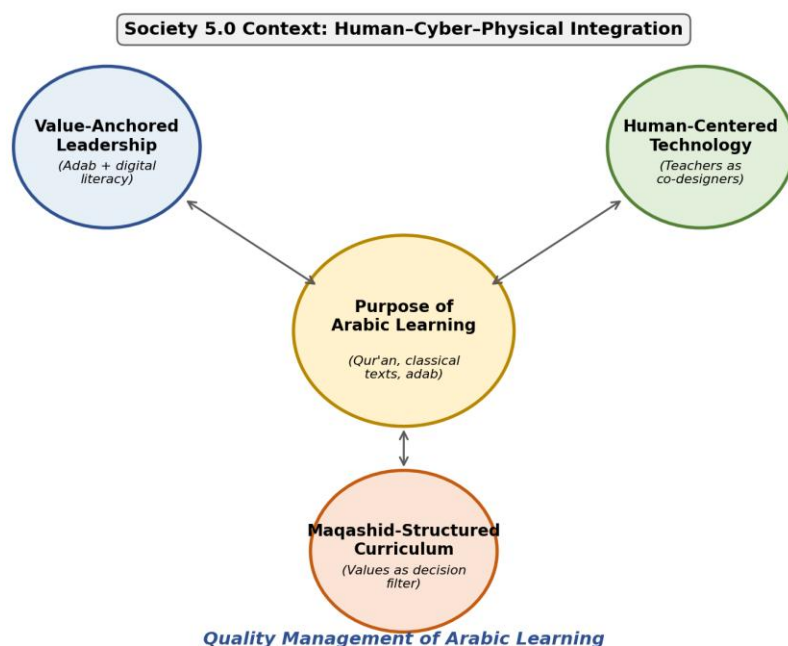 Society 5.0 Context: Human–Cyber–Physical Integration
Value-Anchored
Leadership
(Adab + digital
literacy)
Human-Centered
Technology
(Teachers as
co-designers)
Purpose of
Arabic Learning
(Qur'an, classical
texts, adab)
Maqashid-Structured
Curriculum
(Values as decision
filter)
Quality Management of Arabic Learning